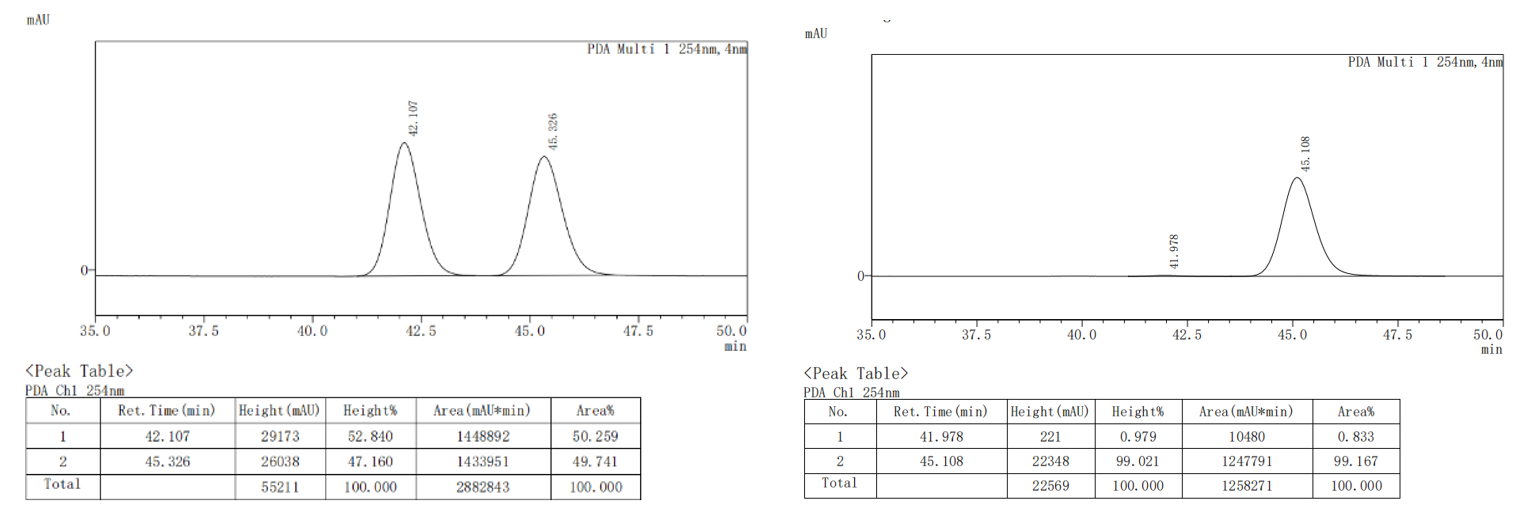 mAU
PDA Multi 1 254nm,4nm
42.107
45.326
0
35.0 37.5 40.0 42.5 45.0 47.5 50.0
min
<Peak Table>
PDA Ch1 254nm
No. Ret. Time(min) Height(mAU) Height% Area(mAU*min) Area%
1 42.107 29173 52.840 1448892 50.259
2 45.326 26038 47.160 1433951 49.741
Total 55211 100.000 2882843 100.000
mAU
PDA Multi 1 254nm,4nm
41.978
45.108
0
35.0 37.5 40.0 42.5 45.0 47.5 50.0
min
<Peak Table>
PDA Ch1 254nm
No. Ret. Time(min) Height(mAU) Height% Area(mAU*min) Area%
1 41.978 221 0.979 10480 0.833
2 45.108 22348 99.021 1247791 99.167
Total 22569 100.000 1258271 100.000